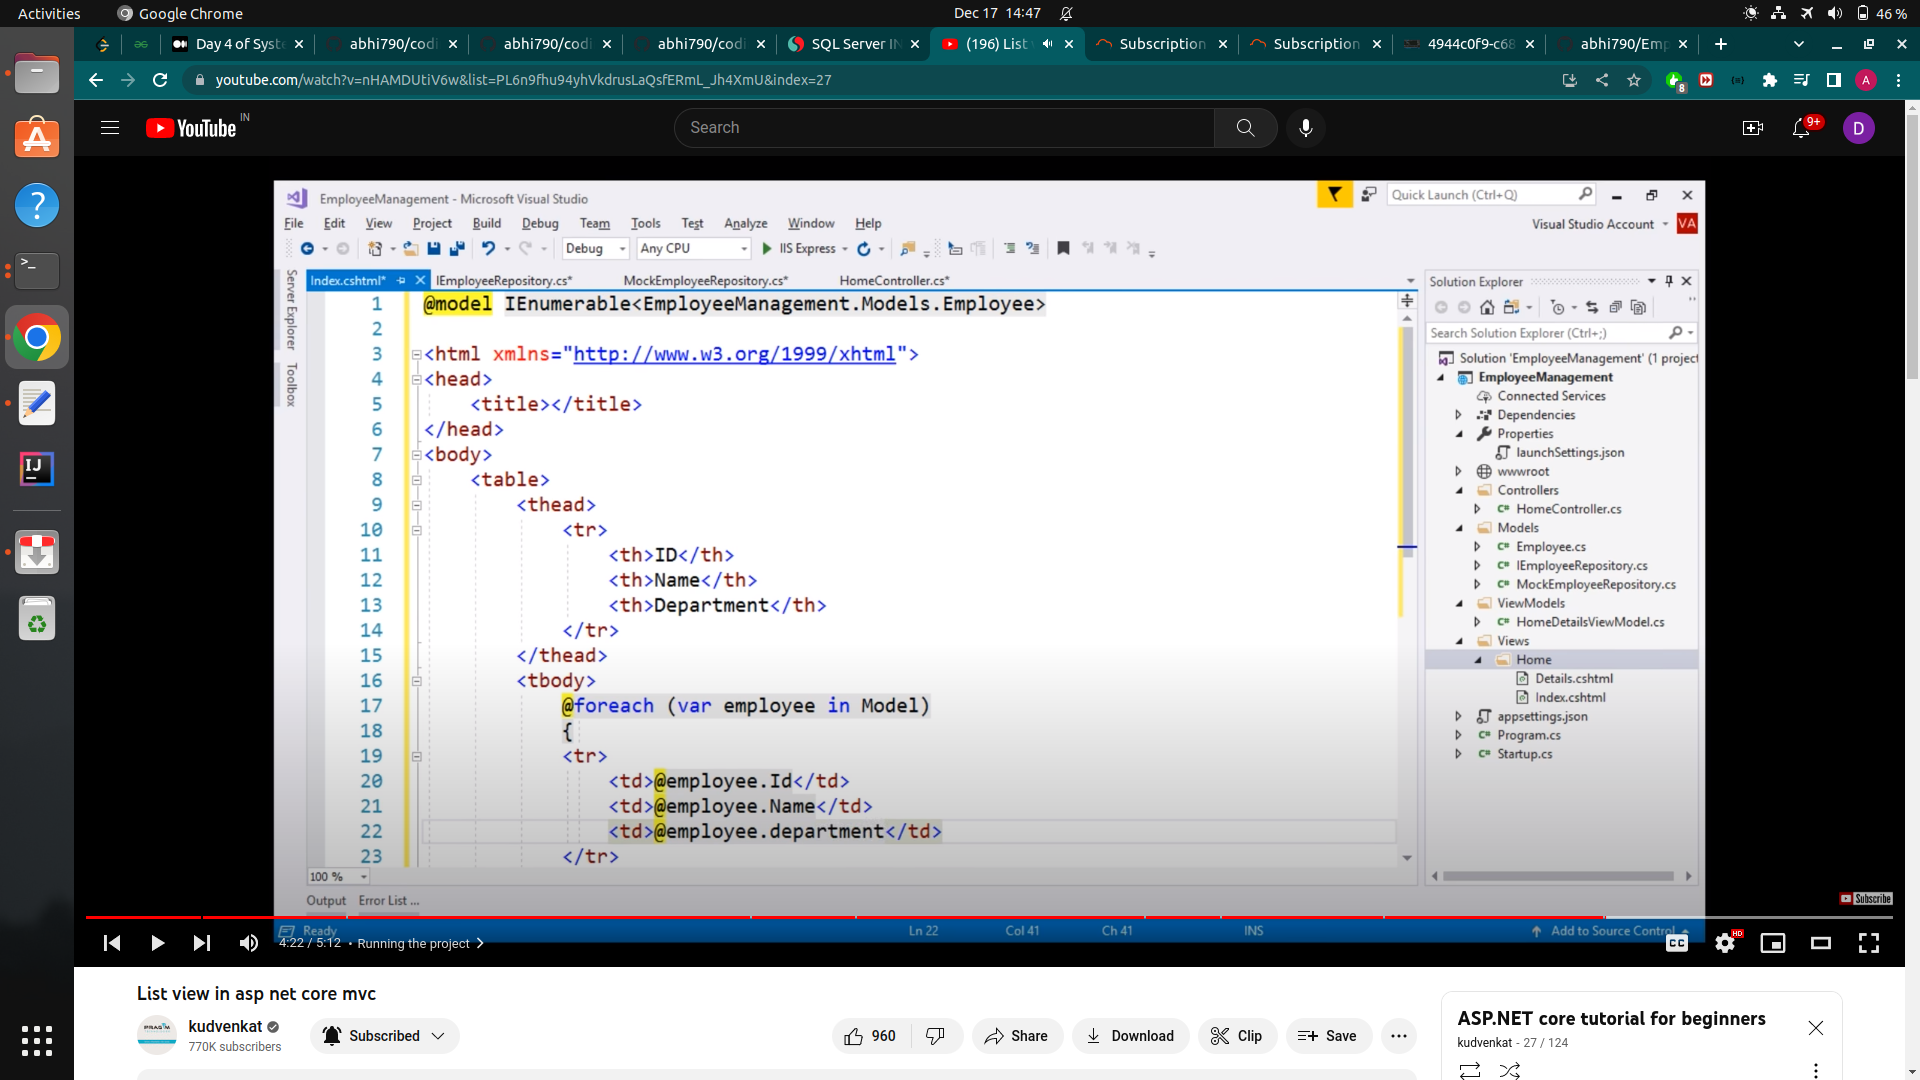 Activities Google Chrome Dec 17 14:47 46 %
Day 4 of Syste abhi790/codi abhi790/codi abhi790/codi SQL Server IN (196) List Subscription Subscription 4944c0f9-c68 abhi790/Emp
youtube.com/watch?v=nHAMDUtiV6w&list=PL6n9fhu94yhVkdrusLaQsfERmL_Jh4XmU&index=27 8 A
YouTube IN Search 9+ D
EmployeeManagement - Microsoft Visual Studio Quick Launch (Ctrl+Q)
File Edit View Project Build Debug Team Tools Test Analyze Window Help Visual Studio Account VA
Debug Any CPU IIS Express
Server Explorer
Toolbox
Index.cshtml* IEmployeeRepository.cs* MockEmployeeRepository.cs* HomeController.cs*
1 @model IEnumerable<EmployeeManagement.Models.Employee>
2
3 <html xmlns="http://www.w3.org/1999/xhtml">
4 <head>
5 <title></title>
6 </head>
7 <body>
8 <table>
9 <thead>
10 <tr>
11 <th>ID</th>
12 <th>Name</th>
13 <th>Department</th>
14 </tr>
15 </thead>
16 <tbody>
17 @foreach (var employee in Model)
18 {
19 <tr>
20 <td>@employee.Id</td>
21 <td>@employee.Name</td>
22 <td>@employee.department</td>
23 </tr>
100 %
Output Error List ...
Solution Explorer
Search Solution Explorer (Ctrl+;)
Solution 'EmployeeManagement' (1 project
EmployeeManagement
Connected Services
Dependencies
Properties
launchSettings.json
wwwroot
Controllers
HomeController.cs
Models
Employee.cs
IEmployeeRepository.cs
MockEmployeeRepository.cs
ViewModels
HomeDetailsViewModel.cs
Views
Home
Details.cshtml
Index.cshtml
appsettings.json
Program.cs
Startup.cs
Subscribe
Ready Ln 22 Col 41 Ch 41 INS Add to Source Control
4:22 / 5:12 • Running the project CC HD
List view in asp net core mvc
PRAGIM
kudvenkat
770K subscribers
Subscribed 960 Share Download Clip Save
ASP.NET core tutorial for beginners
kudvenkat - 27 / 124